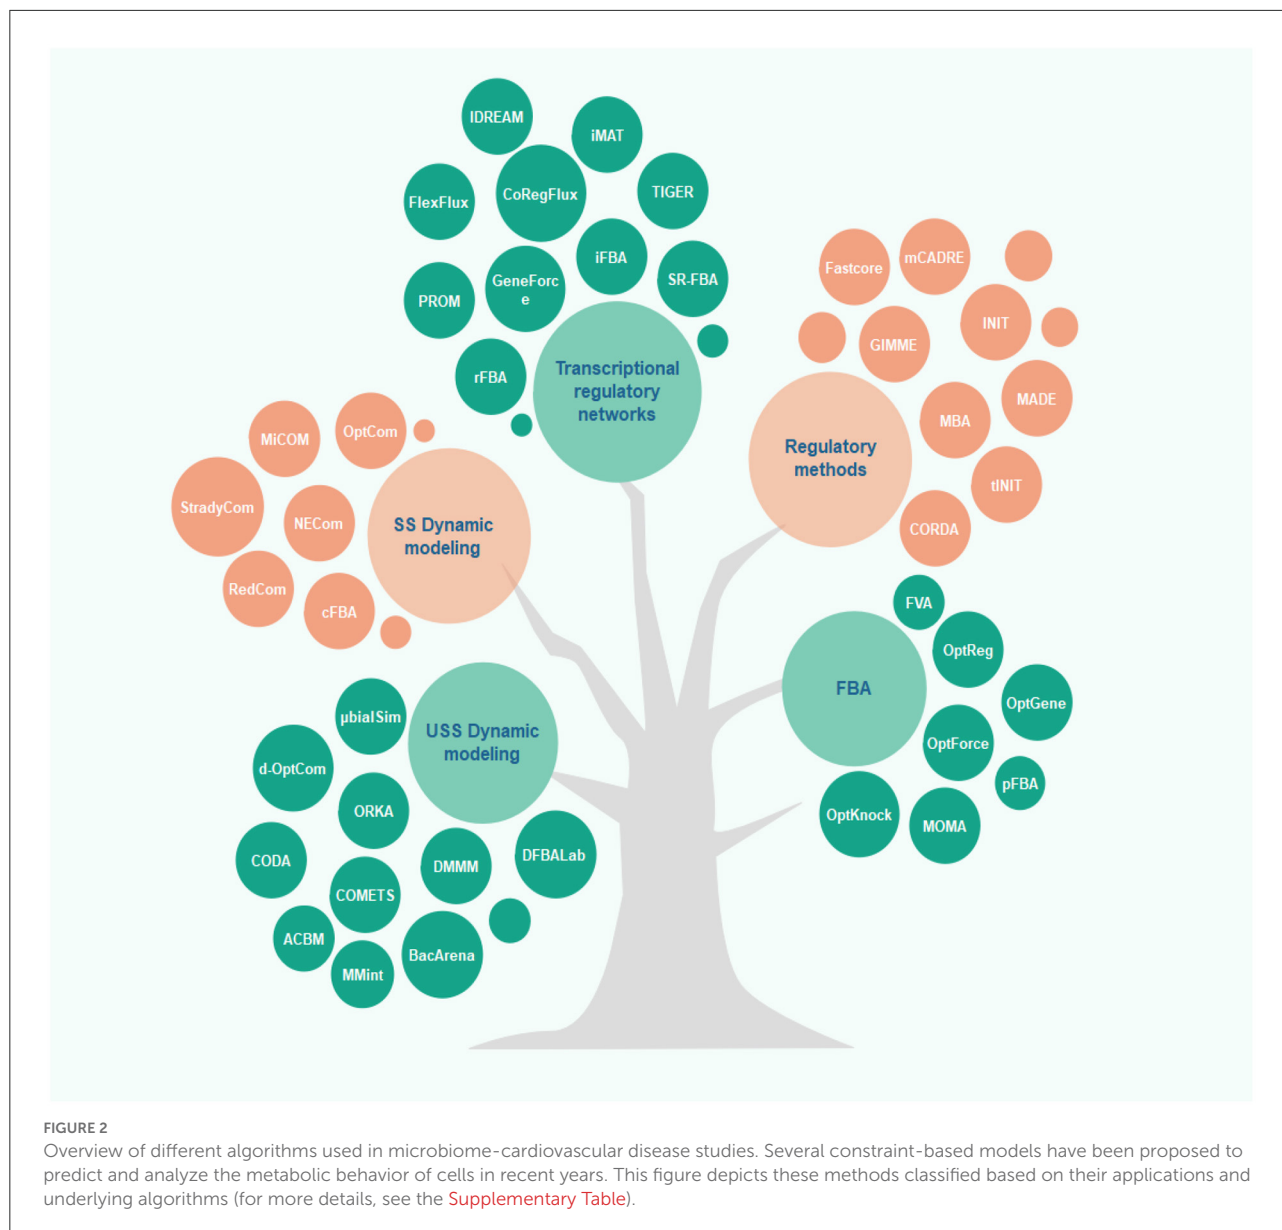 IDREAM
iMAT
FlexFlux
CoRegFlux
TIGER
iFBA
SR-FBA
PROM
GeneForc
e
rFBA
Transcriptional
regulatory
networks
Fastcore
mCADRE
INIT
GIMME
MADE
MBA
Regulatory
methods
tINIT
CORDA
MiCOM
OptCom
StradyCom
NECom
SS Dynamic
modeling
RedCom
cFBA
FVA
OptReg
FBA
OptGene
OptForce
pFBA
OptKnock
MOMA
µbialSim
USS Dynamic
modeling
d-OptCom
ORKA
CODA
DMMM
DFBALab
COMETS
ACBM
MMint
BacArena
FIGURE 2
Overview of different algorithms used in microbiome-cardiovascular disease studies. Several constraint-based models have been proposed to
predict and analyze the metabolic behavior of cells in recent years. This figure depicts these methods classified based on their applications and
underlying algorithms (for more details, see the Supplementary Table).